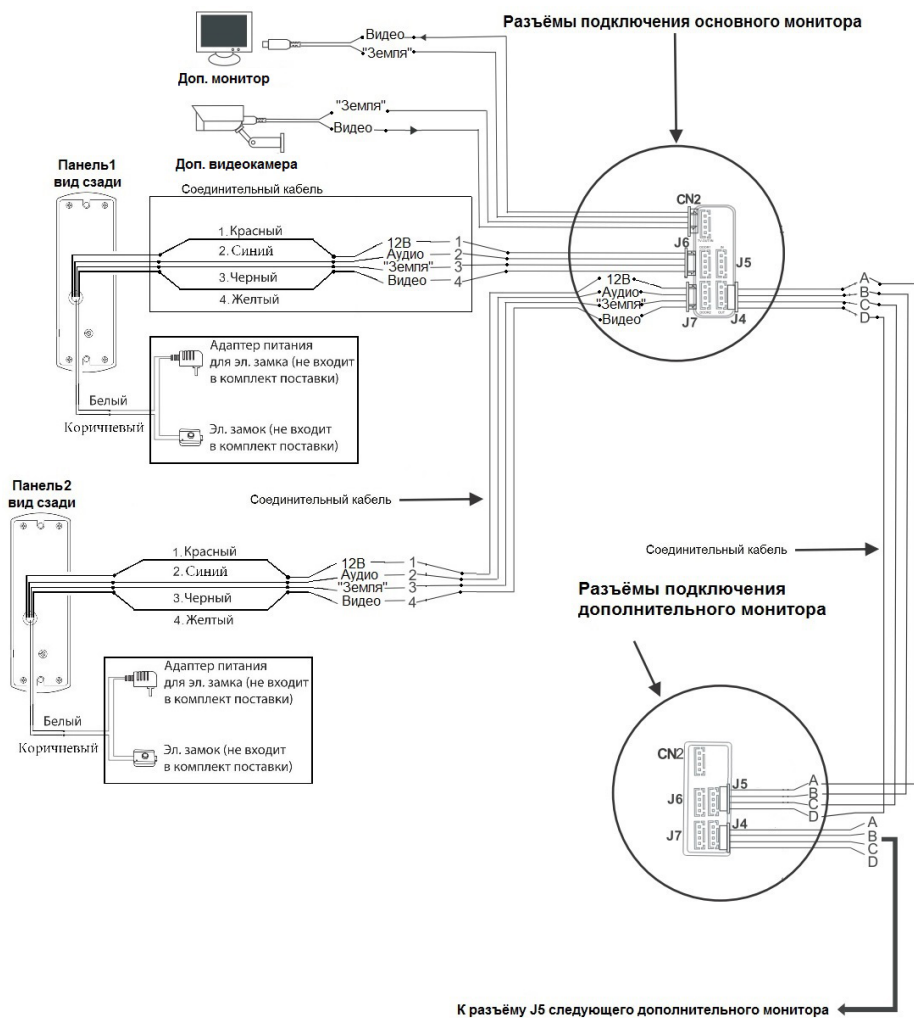 Разъёмы подключения основного монитора
Видео
"Земля"
Доп. монитор
"Земля"
Видео
Доп. видеокамера
Панель1
вид сзади
Соединительный кабель
1. Красный
2. Синий
3. Черный
4. Желтый
12В 1
Аудио 2
"Земля" 3
Видео 4
CN2
J6
J5
12В
Аудио
"Земля"
Видео
J7
J4
A
B
C
D
Адаптер питания
для эл. замка (не входит
в комплект поставки)
Белый
Коричневый
Эл. замок (не входит
в комплект поставки)
Панель2
вид сзади
Соединительный кабель
1. Красный
2. Синий
3. Черный
4. Желтый
12В 1
Аудио 2
"Земля" 3
Видео 4
Соединительный кабель
Разъёмы подключения
дополнительного монитора
Адаптер питания
для эл. замка (не входит
в комплект поставки)
Белый
Коричневый
Эл. замок (не входит
в комплект поставки)
CN2
J5
J6
J7
J4
A
B
C
D
A
B
C
D
К разъёму J5 следующего дополнительного монитора